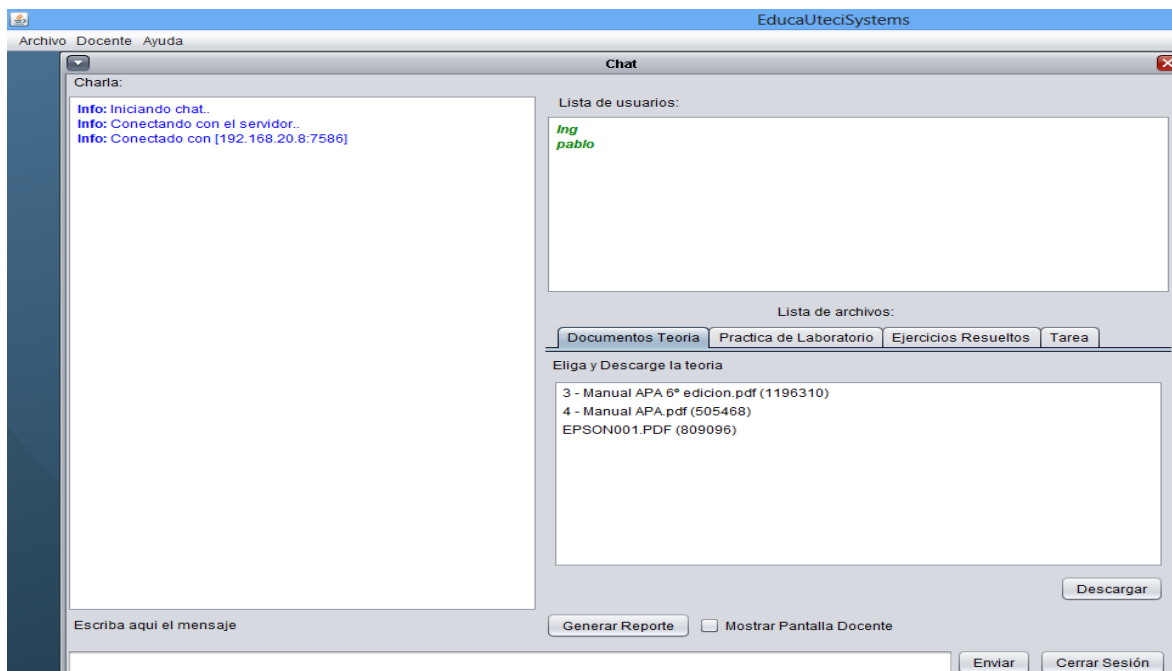 EducaUteciSystems
Archivo Docente Ayuda
Chat
Charla:
Info: Iniciando chat..
Info: Conectando con el servidor..
Info: Conectado con [192.168.20.8:7586]
Lista de usuarios:
Ing
pablo
Lista de archivos:
Documentos Teoria Practica de Laboratorio Ejercicios Resueltos Tarea
Eliga y Descarge la teoria
3 - Manual APA 6ª edicion.pdf (1196310)
4 - Manual APA.pdf (505468)
EPSON001.PDF (809096)
Descargar
Escriba aqui el mensaje
Generar Reporte Mostrar Pantalla Docente
Enviar Cerrar Sesión